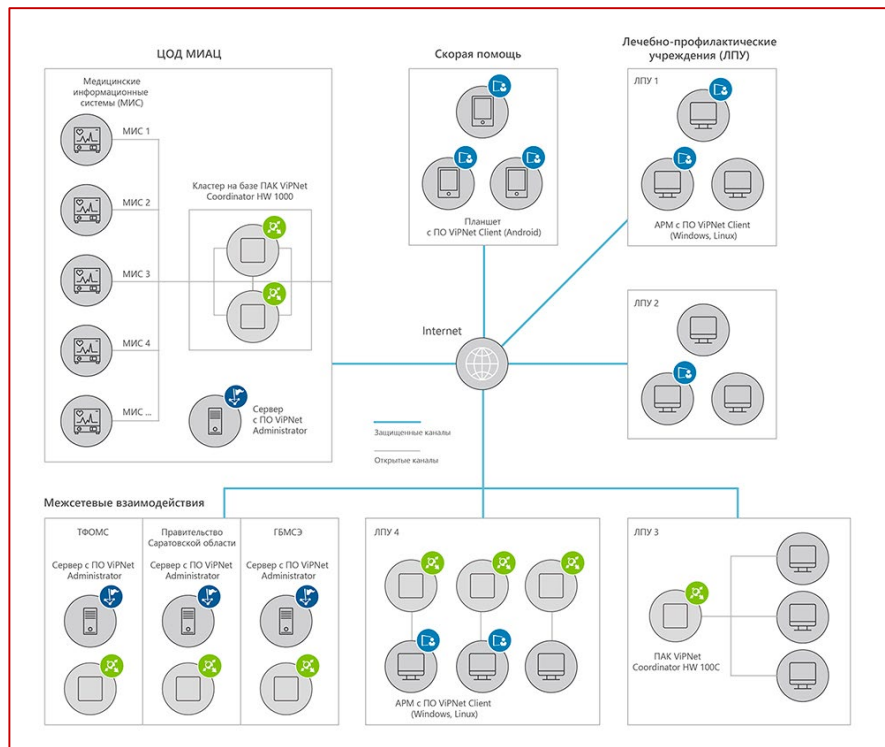 ЦОД МИАЦ
Медицинские
информационные
системы (МИС)
МИС 1
МИС 2
МИС 3
МИС 4
МИС ...
Кластер на базе ПАК ViPNet
Coordinator HW 1000
Сервер
с ПО ViPNet
Administrator
Скорая помощь
Планшет
с ПО ViPNet Client (Android)
Лечебно-профилактические
учреждения (ЛПУ)
ЛПУ 1
АРМ с ПО ViPNet Client
(Windows, Linux)
ЛПУ 2
Internet
Защищенные каналы
Открытые каналы
Межсетевые взаимодействия
ТФОМС
Сервер с ПО ViPNet
Administrator
Правительство
Саратовской области
Сервер с ПО ViPNet
Administrator
ГБМСЭ
Сервер с ПО ViPNet
Administrator
ЛПУ 4
АРМ с ПО ViPNet Client
(Windows, Linux)
ЛПУ 3
ПАК ViPNet
Coordinator HW 100C